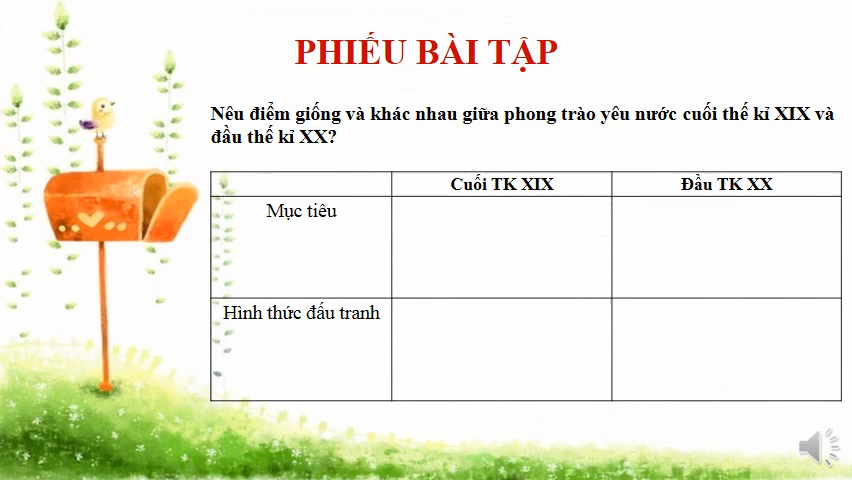 PHIẾU BÀI TẬP
Nêu điểm giống và khác nhau giữa phong trào yêu nước cuối thế kỉ XIX và
đầu thế kỉ XX?
Cuối TK XIX
Đầu TK XX
Mục tiêu
Hình thức đấu tranh